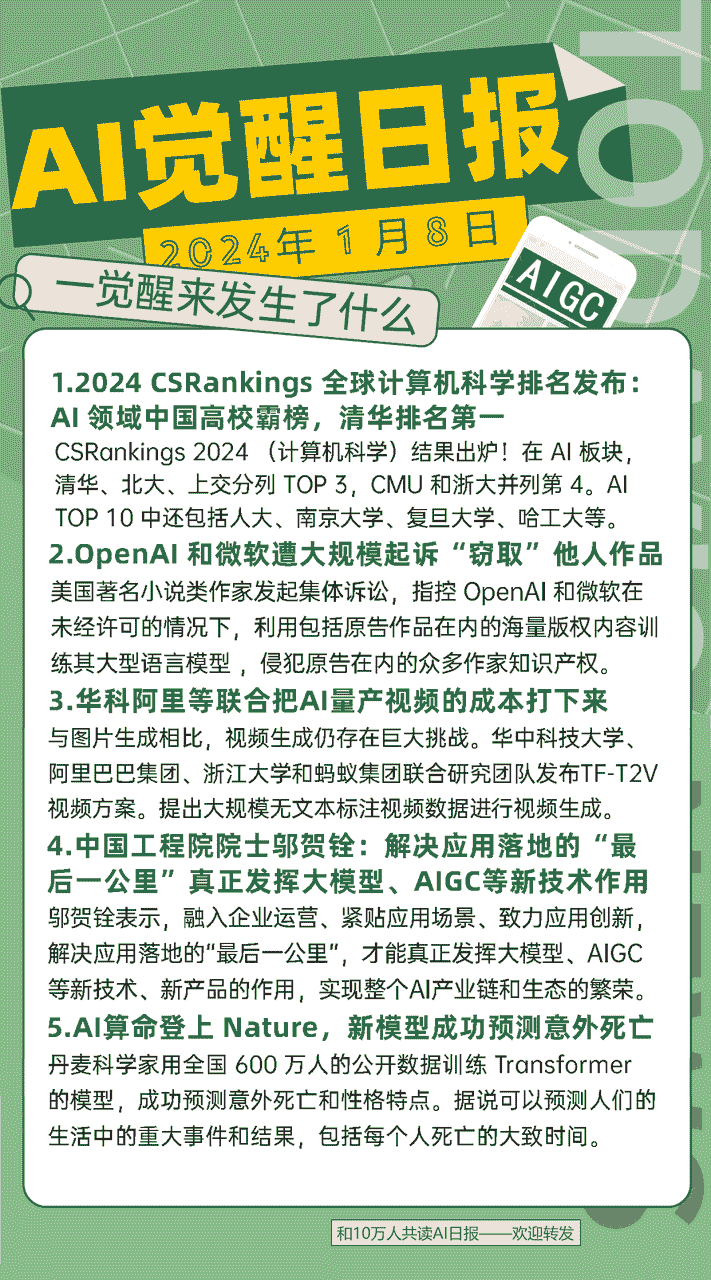 AI觉醒日报
2024年1月8日
一觉醒来发生了什么
AIGC
1.2024 CSRankings 全球计算机科学排名发布：
AI 领域中国高校霸榜，清华排名第一
CSRankings 2024 （计算机科学）结果出炉！在 AI 板块，
清华、北大、上交分列 TOP 3，CMU 和浙大并列第 4。AI
TOP 10 中还包括人大、南京大学、复旦大学、哈工大等。
2.OpenAI 和微软遭大规模起诉“窃取”他人作品
美国著名小说类作家发起集体诉讼，指控 OpenAI 和微软在
未经许可的情况下，利用包括原告作品在内的海量版权内容训
练其大型语言模型 ，侵犯原告在内的众多作家知识产权。
3.华科阿里等联合把AI量产视频的成本打下来
与图片生成相比，视频生成仍存在巨大挑战。华中科技大学、
阿里巴巴集团、浙江大学和蚂蚁集团联合研究团队发布TF-T2V
视频方案。提出大规模无文本标注视频数据进行视频生成。
4.中国工程院院士邬贺铨：解决应用落地的“最
后一公里”真正发挥大模型、AIGC等新技术作用
邬贺铨表示，融入企业运营、紧贴应用场景、致力应用创新，
解决应用落地的“最后一公里”，才能真正发挥大模型、AIGC
等新技术、新产品的作用，实现整个AI产业链和生态的繁荣。
5.AI算命登上 Nature，新模型成功预测意外死亡
丹麦科学家用全国 600 万人的公开数据训练 Transformer
的模型，成功预测意外死亡和性格特点。据说可以预测人们的
生活中的重大事件和结果，包括每个人死亡的大致时间。
和10万人共读AI日报——欢迎转发